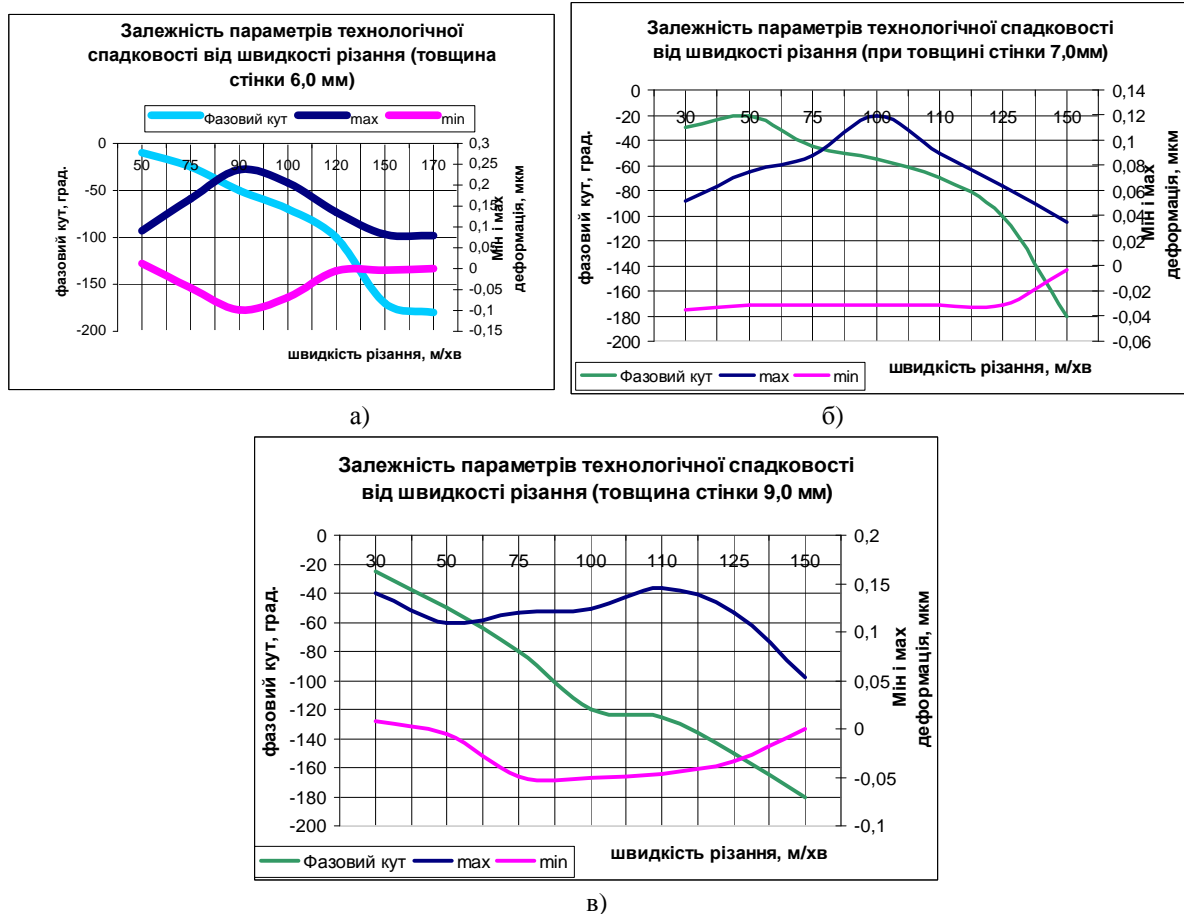 Залежність параметрів технологічної
спадковості від швидкості різання (товщина
стінки 6,0 мм)
Фазовий кут max min
0
-50
-100
-150
-200
50 75 90 100 120 150 170
0,3
0,25
0,2
0,15
0,1
0,05
0
-0,05
-0,1
-0,15
фазовий кут, град.
Мін і мах
деформація, мкм
швидкість різання, м/хв
а)
Залежність параметрів технологічної спадковості
від швидкості різання (при товщині стінки 7,0мм)
0
-20
-40
-60
-80
-100
-120
-140
-160
-180
-200
30 50 75 100 110 125 150
0,14
0,12
0,1
0,08
0,06
0,04
0,02
0
-0,02
-0,04
-0,06
фазовий кут, град.
Мін і мах
деформація, мкм
швидкість різання, м/хв
Фазовий кут max min
б)
Залежність параметрів технологічної спадковості
від швидкості різання (товщина стінки 9,0 мм)
0
-20
-40
-60
-80
-100
-120
-140
-160
-180
-200
30 50 75 100 110 125 150
0,2
0,15
0,1
0,05
0
-0,05
-0,1
фазовий кут, град.
Мін і мах
деформація, мкм
швидкість різання, м/хв
Фазовий кут max min
в)